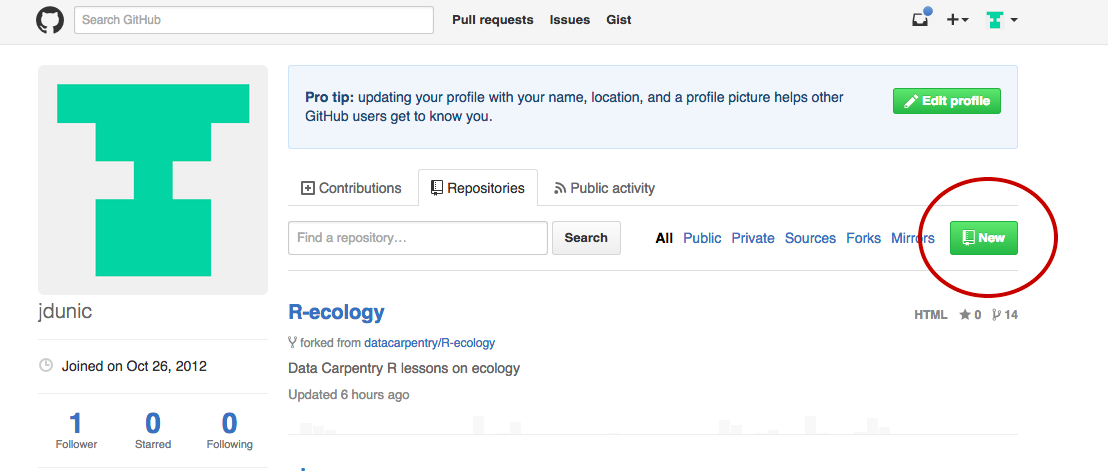 Search GitHub
Pull requests Issues Gist
Pro tip: updating your profile with your name, location, and a profile picture helps other
GitHub users get to know you.
Edit profile
Contributions Repositories Public activity
Find a repository...
Search
All Public Private Sources Forks Mirrors
New
jdunic
Joined on Oct 26, 2012
1 0 0
Follower Starred Following
R-ecology
HTML 0 14
forked from datacarpentry/R-ecology
Data Carpentry R lessons on ecology
Updated 6 hours ago